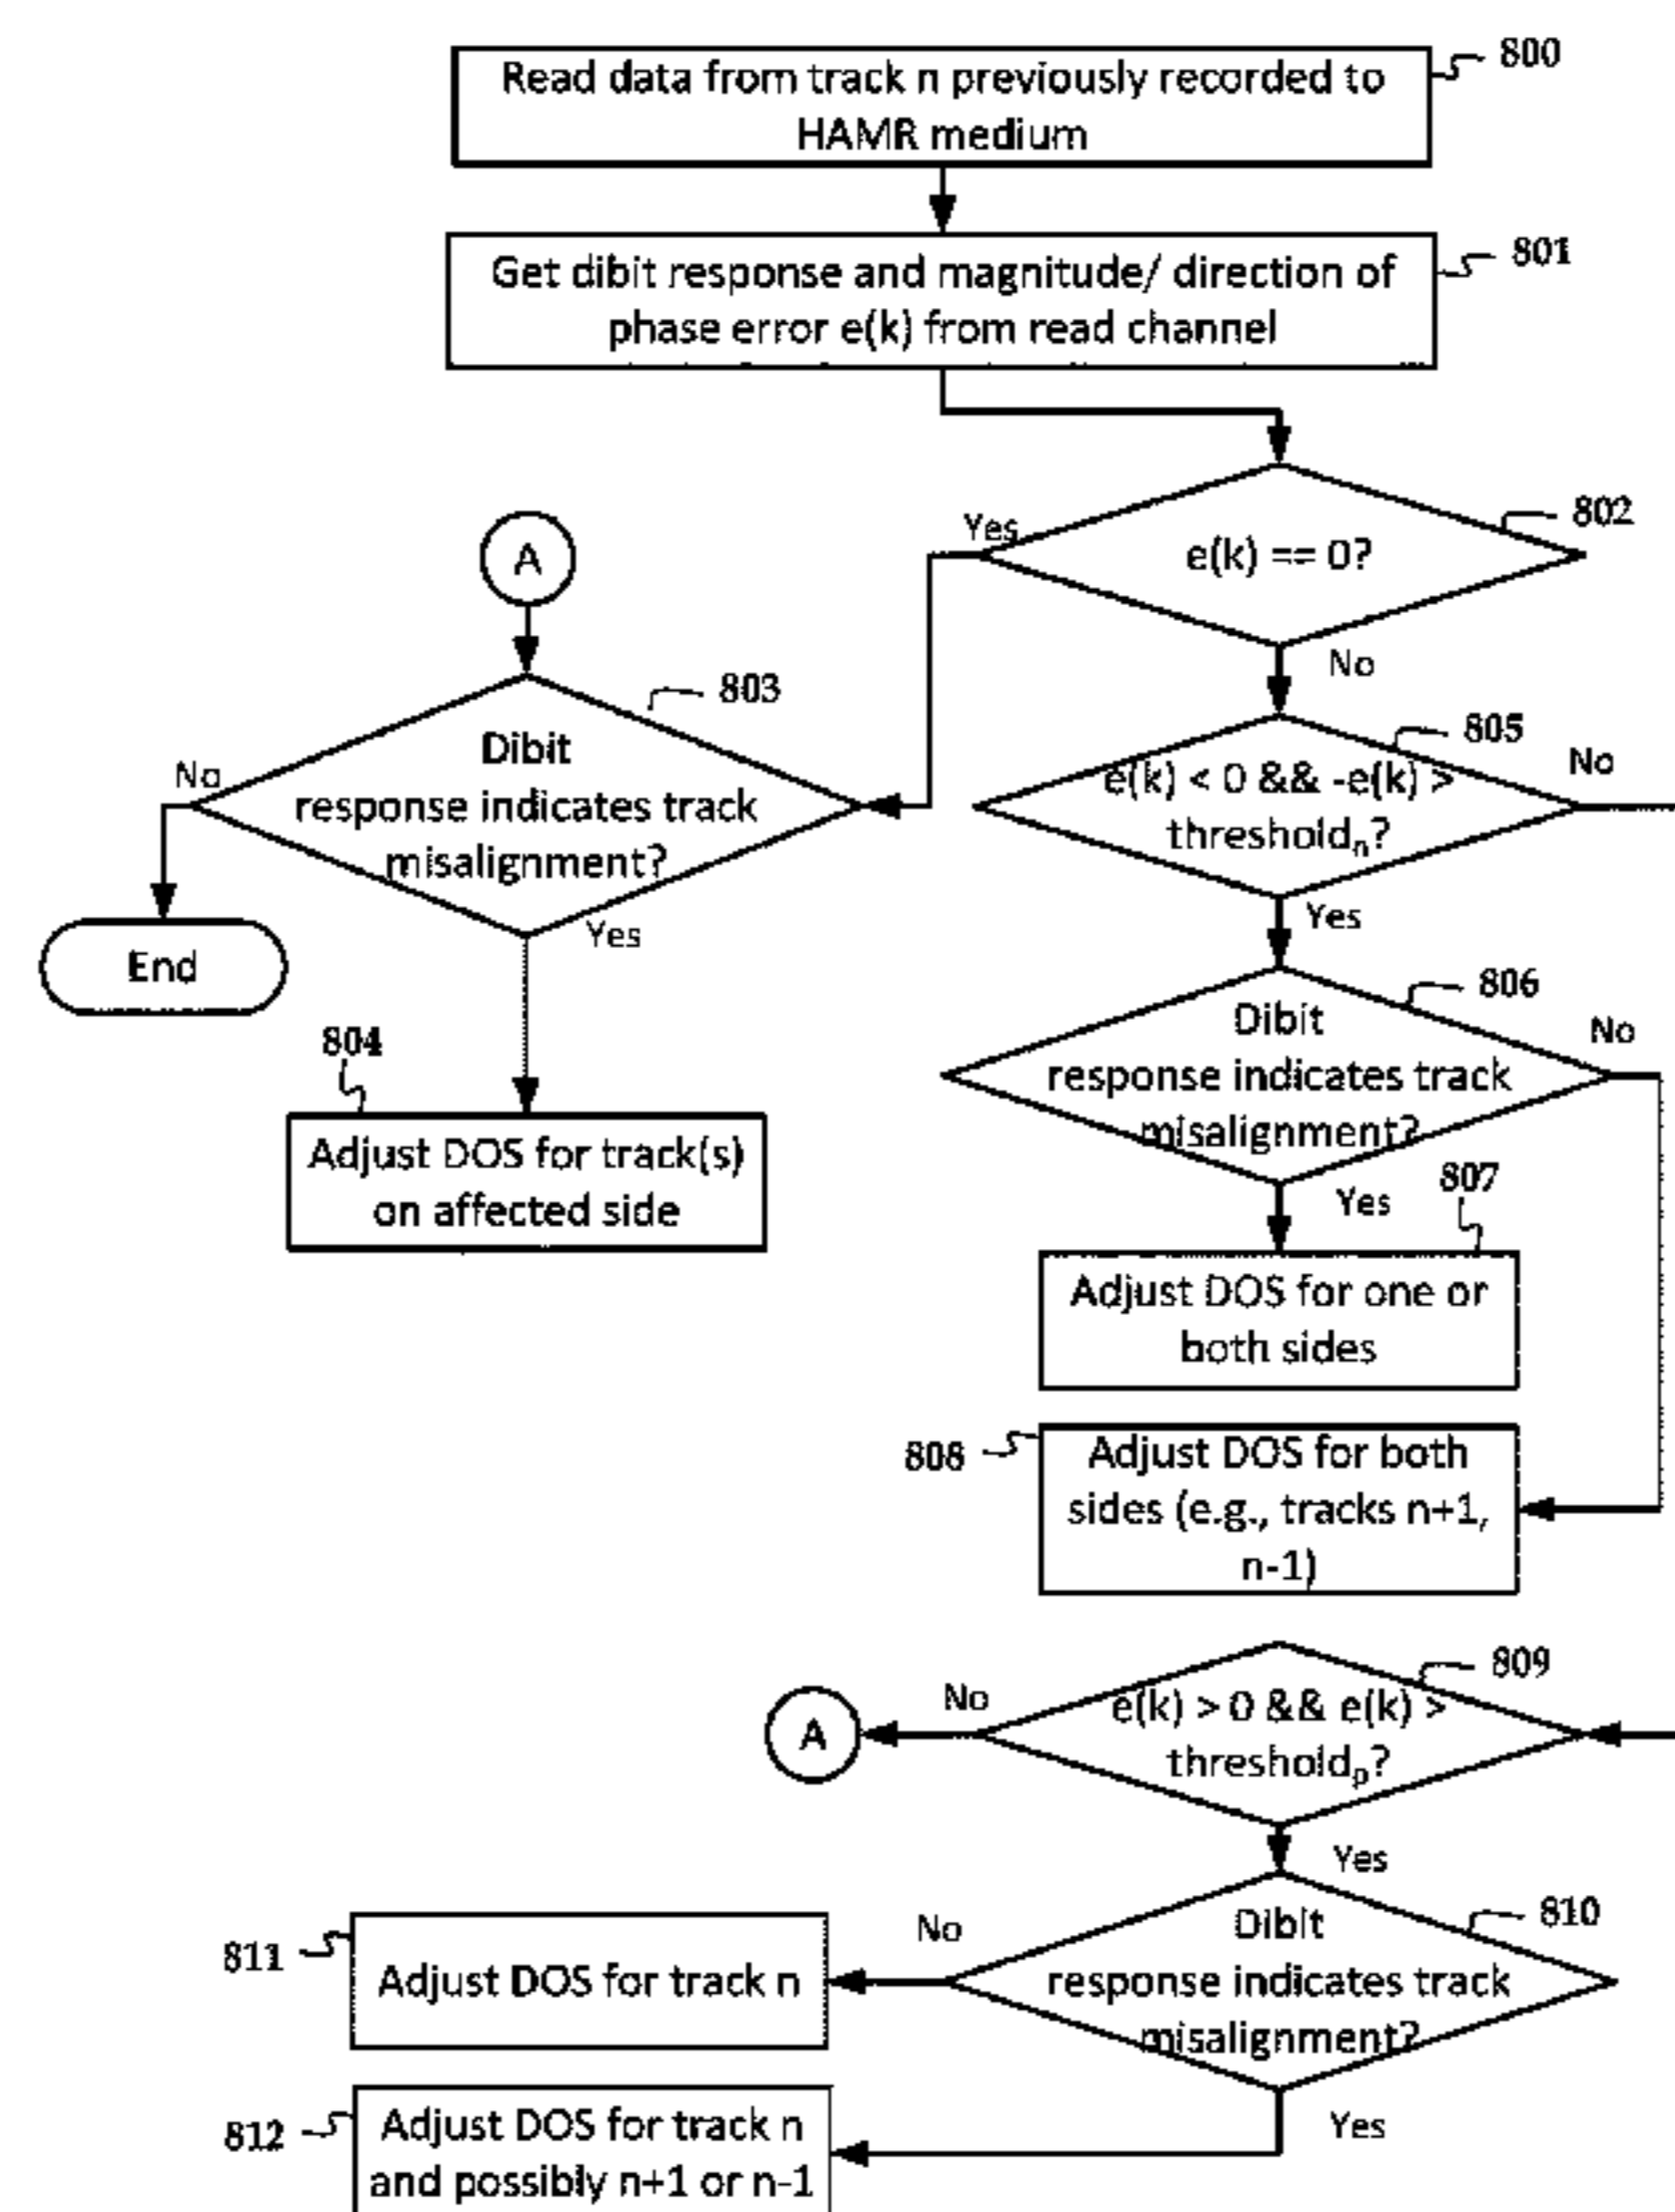 Read data from track n previously recorded to
HAMR medium
800
Get dibit response and magnitude/ direction of
phase error e(k) from read channel
801
e(k) == 0?
802
Yes
No
A
Dibit
response indicates track
misalignment?
803
No
Yes
End
804
Adjust DOS for track(s)
on affected side
e(k) < 0 && -e(k) >
thresholdₙ?
805
No
Yes
Dibit
response indicates track
misalignment?
806
No
Yes
807
Adjust DOS for one or
both sides
808
Adjust DOS for both
sides (e.g., tracks n+1,
n-1)
e(k) > 0 && e(k) >
thresholdₚ?
809
No
A
Yes
Dibit
response indicates track
misalignment?
810
No
811
Adjust DOS for track n
Yes
812
Adjust DOS for track n
and possibly n+1 or n-1